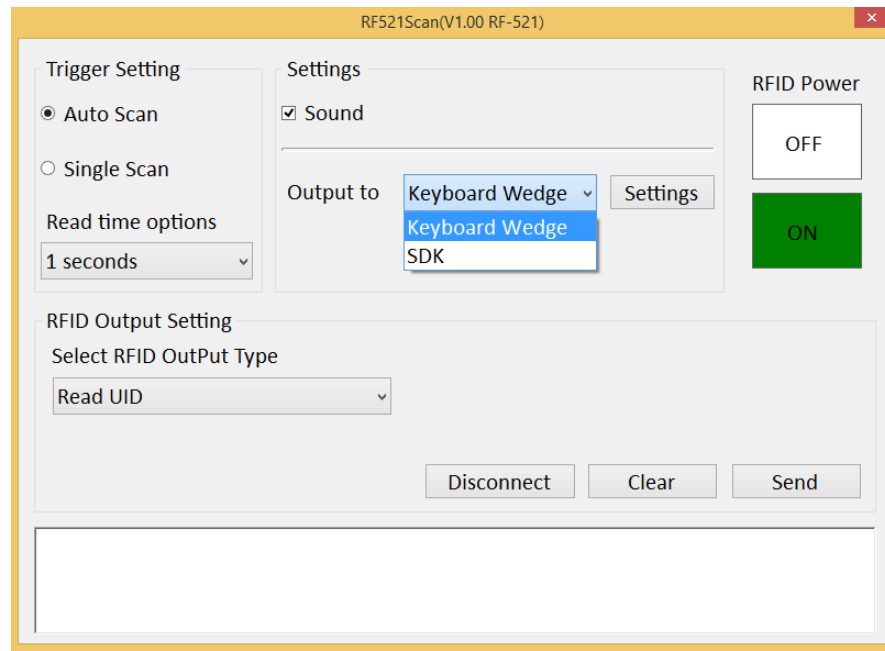 RF521Scan(V1.00 RF-521)
Trigger Setting
Auto Scan
Single Scan
Read time options
1 seconds
Settings
Sound
Output to
Keyboard Wedge
Settings
Keyboard Wedge
SDK
RFID Power
OFF
ON
RFID Output Setting
Select RFID OutPut Type
Read UID
Disconnect
Clear
Send